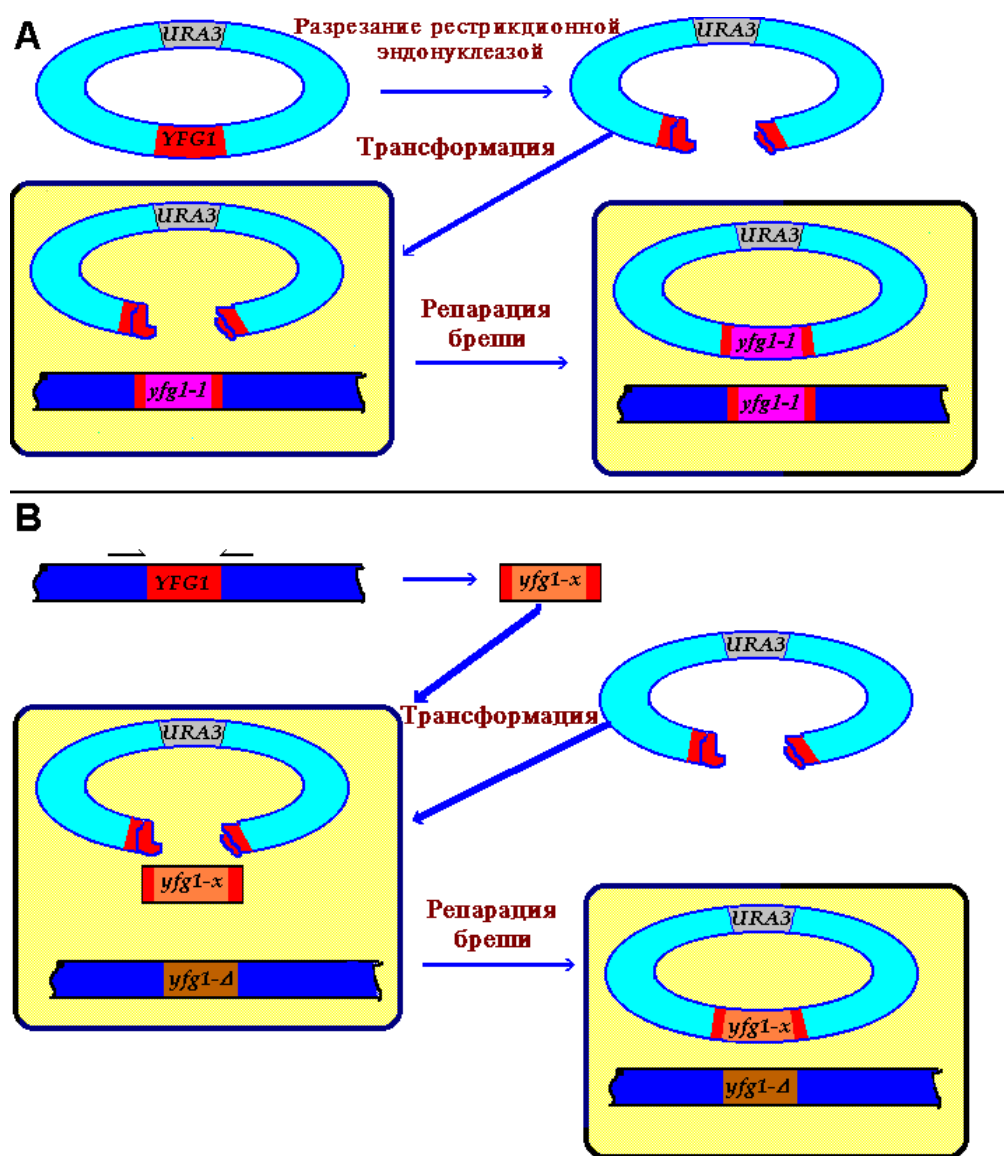 A
URA3
Разрезание рестрикционной
эндонуклеазой
URA3
YFG1
Трансформация
URA3
Репарация
бреши
URA3
yfg1-1
yfg1-1
yfg1-1
B
YFG1
yfg1-x
URA3
Трансформация
URA3
yfg1-x
Репарация
бреши
URA3
yfg1-Δ
yfg1-x
yfg1-Δ